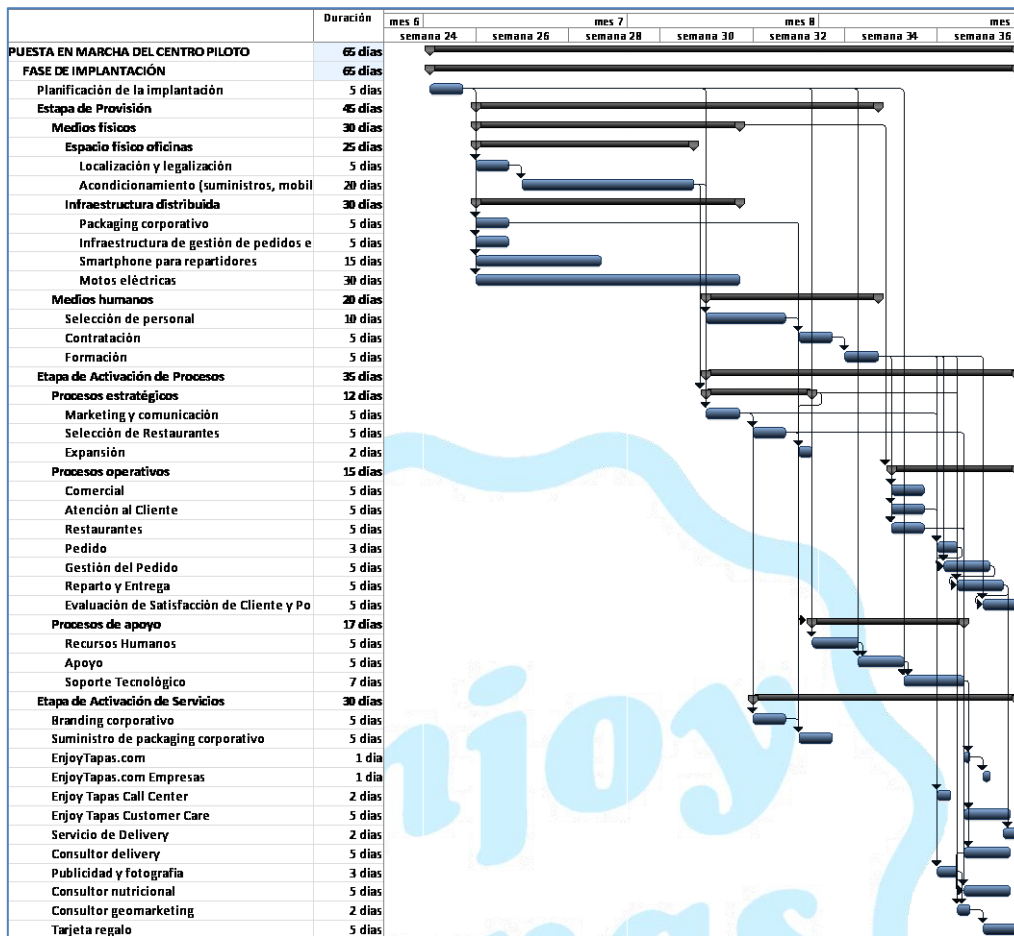 Duración
mes 6 mes 7 mes 8 mes
semana 24 semana 26 semana 28 semana 30 semana 32 semana 34 semana 36
PUESTA EN MARCHA DEL CENTRO PILOTO 65 días
FASE DE IMPLANTACIÓN 65 días
Planificación de la implantación 5 días
Estapa de Provisión 45 días
Medios físicos 30 días
Espacio físico oficinas 25 días
Localización y legalización 5 días
Acondicionamiento (suministros, mobil 20 días
Infraestructura distribuida 30 días
Packaging corporativo 5 días
Infraestructura de gestión de pedidos e 5 días
Smartphone para repartidores 15 días
Motos eléctricas 30 días
Medios humanos 20 días
Selección de personal 10 días
Contratación 5 días
Formación 5 días
Etapa de Activación de Procesos 35 días
Procesos estratégicos 12 días
Marketing y comunicación 5 días
Selección de Restaurantes 5 días
Expansión 2 días
Procesos operativos 15 días
Comercial 5 días
Atención al Cliente 5 días
Restaurantes 5 días
Pedido 3 días
Gestión del Pedido 5 días
Reparto y Entrega 5 días
Evaluación de Satisfacción de Cliente y Po 5 días
Procesos de apoyo 17 días
Recursos Humanos 5 días
Apoyo 5 días
Soporte Tecnológico 7 días
Etapa de Activación de Servicios 30 días
Branding corporativo 5 días
Suministro de packaging corporativo 5 días
EnjoyTapas.com 1 día
EnjoyTapas.com Empresas 1 día
Enjoy Tapas Call Center 2 días
Enjoy Tapas Customer Care 5 días
Servicio de Delivery 2 días
Consultor delivery 5 días
Publicidad y fotografía 3 días
Consultor nutricional 5 días
Consultor geomarketing 2 días
Tarjeta regalo 5 días
enjoy